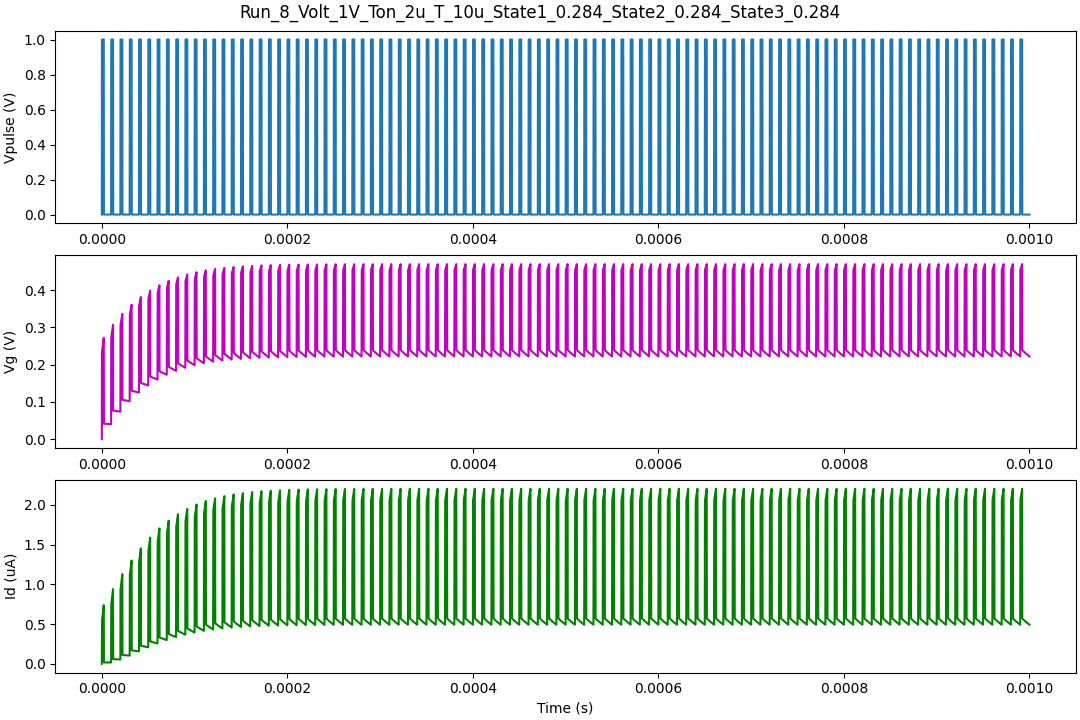 Run_8_Volt_1V_Ton_2u_T_10u_State1_0.284_State2_0.284_State3_0.284
1.0
0.8
0.6
0.4
0.2
0.0
Vpulse (V)
0.0000 0.0002 0.0004 0.0006 0.0008 0.0010
0.4
0.3
0.2
0.1
0.0
Vg (V)
0.0000 0.0002 0.0004 0.0006 0.0008 0.0010
2.0
1.5
1.0
0.5
0.0
Id (uA)
0.0000 0.0002 0.0004 0.0006 0.0008 0.0010
Time (s)